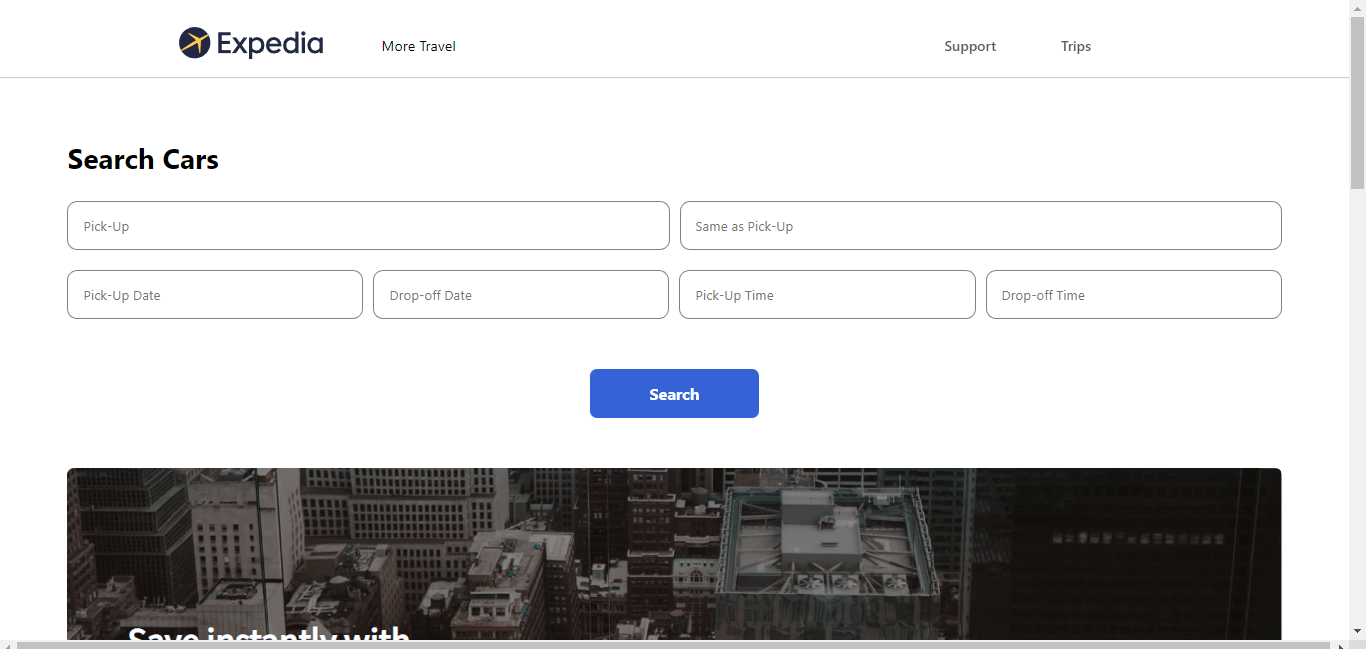 Expedia More Travel Support Trips
Search Cars
Pick-Up Same as Pick-Up
Pick-Up Date Drop-off Date Pick-Up Time Drop-off Time
Search
Save instantly with